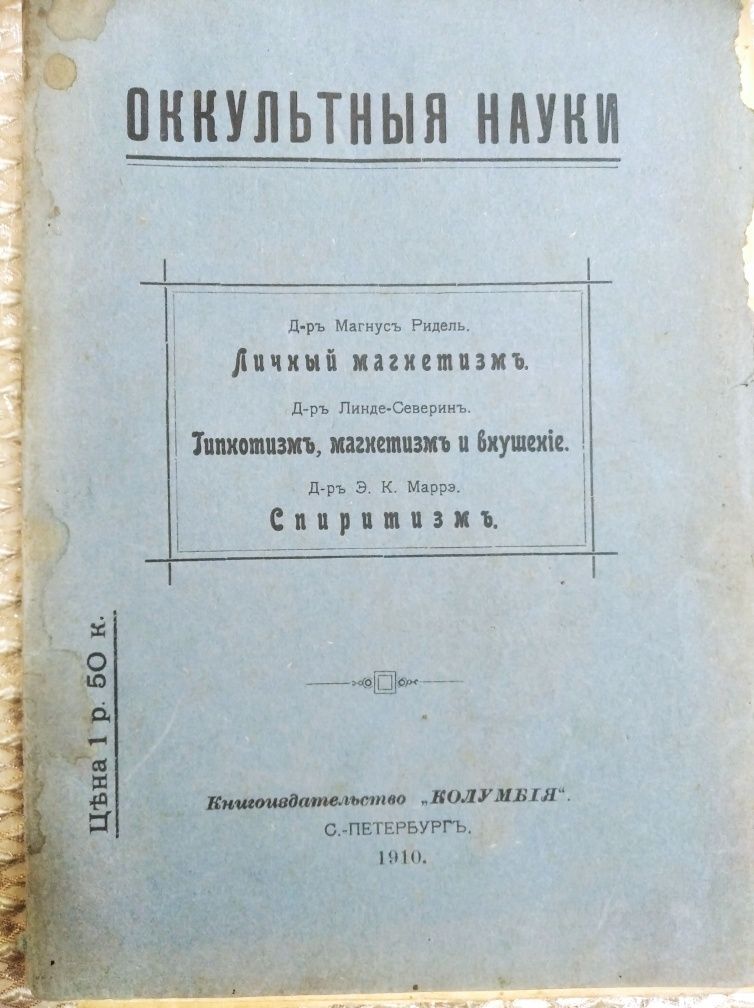 ОККУЛЬТНЫЯ НАУКИ
Д-ръ Магнусъ Ридель.
Личный магнетизмъ.
Д-ръ Линде-Северинъ.
Гипнотизмъ, магнетизмъ и внушеніе.
Д-ръ Э. К. Маррэ.
Спиритизмъ.
Цѣна 1 р. 50 к.
Книгоиздательство „КОЛУМБІЯ“.
С.-ПЕТЕРБУРГЪ.
1910.